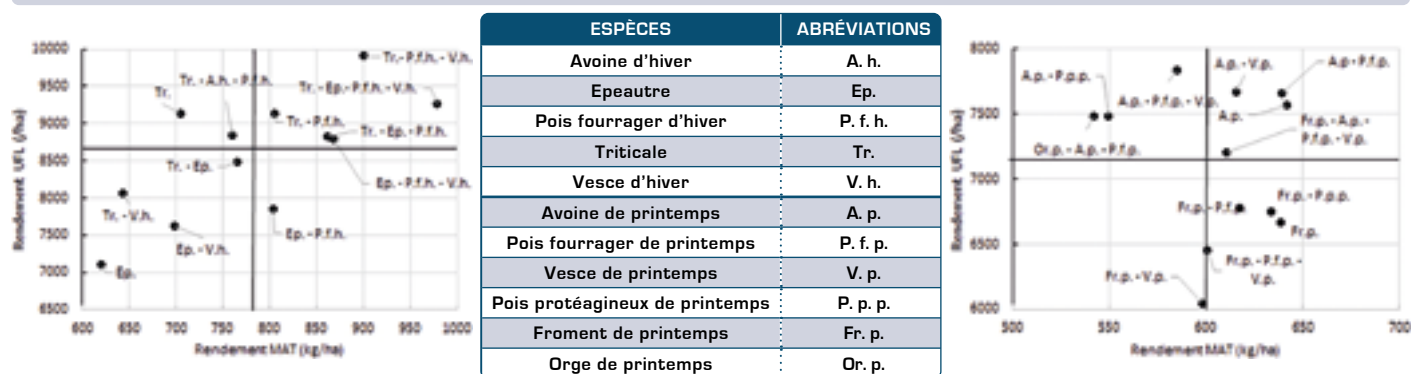 10000
9500
9000
8500
8000
7500
7000
6500
Rendement UFL (/ha)
600 650 700 750 800 850 900 950 1000
Rendement MAT (kg/ha)
Tr. - P.f.h. - V.h.
Tr. - A.h. - P.f.h.
Tr. - Ep. - P.f.h. - V.h.
Tr.
Tr. - P.f.h.
Tr. - Ep. - P.f.h.
Tr. - Ep.
Ep. - P.f.h. - V.h.
Tr. - V.h.
Ep. - V.h.
Ep. - P.f.h.
Ep.
ESPÈCES ABRÉVIATIONS
Avoine d'hiver A. h.
Epeautre Ep.
Pois fourrager d'hiver P. f. h.
Triticale Tr.
Vesce d'hiver V. h.
Avoine de printemps A. p.
Pois fourrager de printemps P. f. p.
Vesce de printemps V. p.
Pois protéagineux de printemps P. p. p.
Froment de printemps Fr. p.
Orge de printemps Or. p.
8000
7500
7000
6500
6000
Rendement UFL (/ha)
500 550 600 650 700
Rendement MAT (kg/ha)
A.p. - P.p.p.
A.p. - V.p.
A.p - P.f.p.
A.p. - P.f.p. - V.p.
A.p.
Fr.p. - A.p. -
P.f.p. - V.p.
Or.p. - A.p. - P.f.p.
Fr.p. - P.p.p.
Fr.p. - P.f.p.
Fr.p.
Fr.p. - V.p.
Fr.p. - P.f.p. -
V.p.